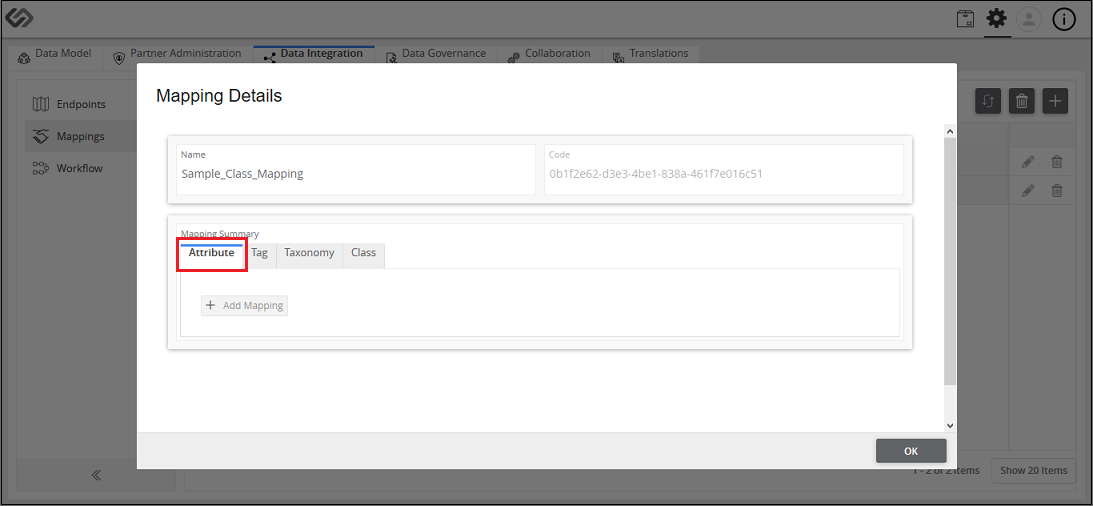 Data Model
Partner Administration
Data Integration
Data Governance
Collaboration
Translations
Endpoints
Mappings
Workflow
Mapping Details
Name
Sample_Class_Mapping
Code
0b1f2e62-d3e3-4be1-838a-461f7e016c51
Mapping Summary
Attribute
Tag
Taxonomy
Class
+ Add Mapping
OK
1 - 2 of 2 Items
Show 20 Items